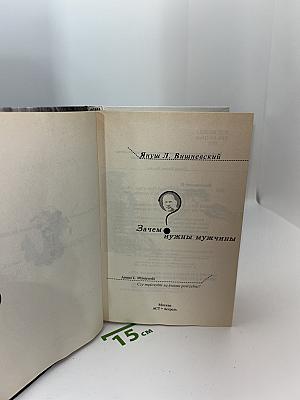 Януш Л. Вишневский
Зачем
нужны мужчины
Москва
АСТ • Астрель
15 см